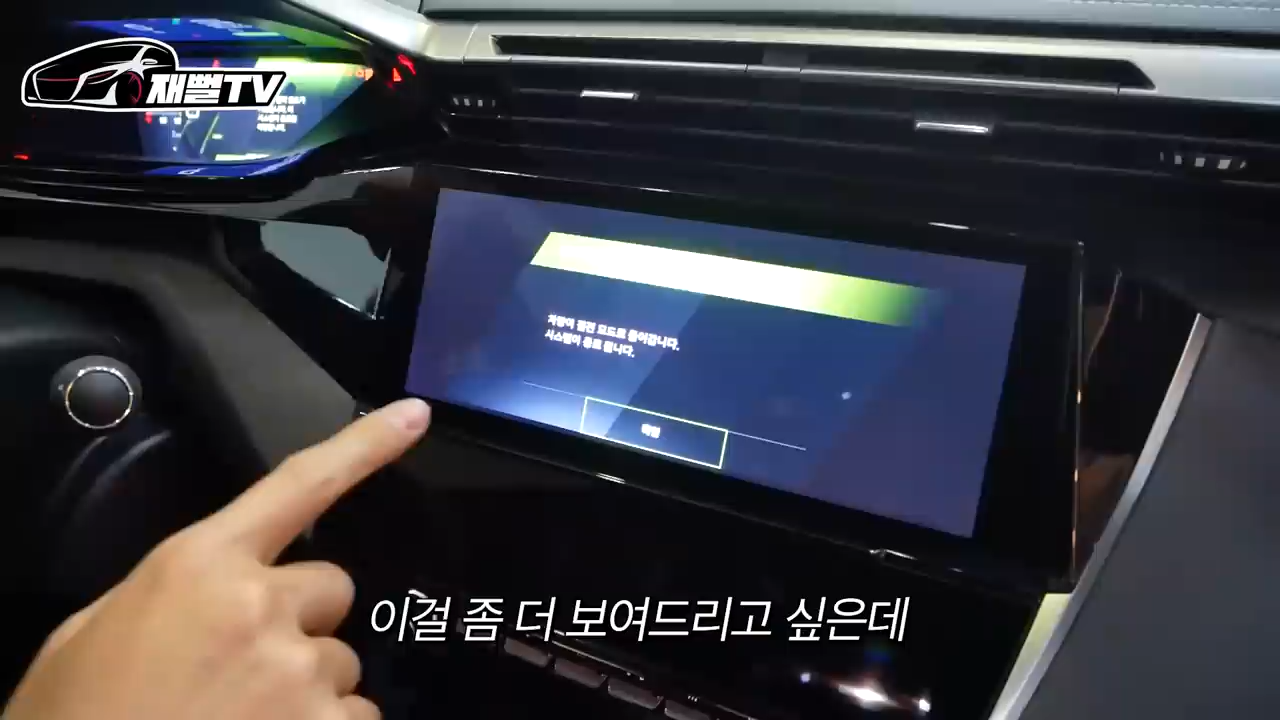 재뻘TV
차량이 절전 모드로 들어갑니다.
시스템이 종료 됩니다.
확인
이걸 좀 더 보여드리고 싶은데